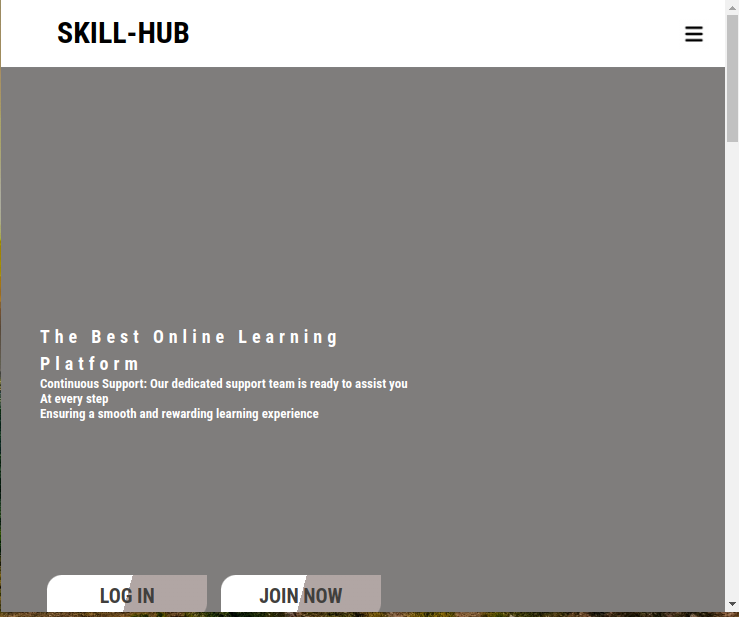 SKILL-HUB
The Best Online Learning
Platform
Continuous Support: Our dedicated support team is ready to assist you
At every step
Ensuring a smooth and rewarding learning experience
LOG IN
JOIN NOW